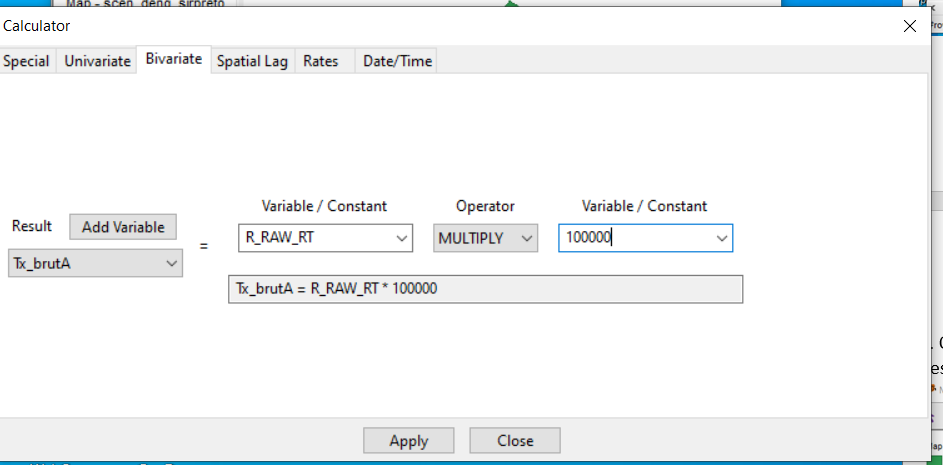 Map - scen_deng_sirpreto
Calculator
Special Univariate Bivariate Spatial Lag Rates Date/Time
Variable / Constant Operator Variable / Constant
Result Add Variable
Tx_brutA = R_RAW_RT MULTIPLY 100000
Tx_brutA = R_RAW_RT * 100000
Apply Close